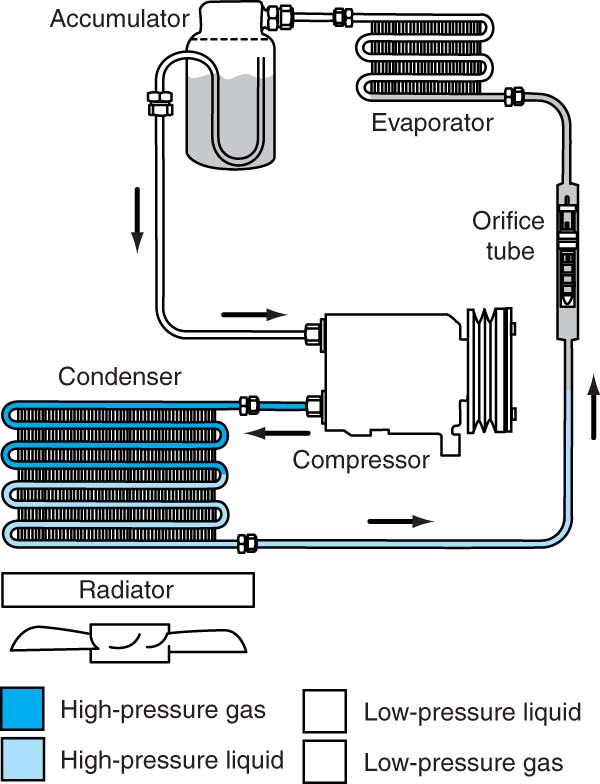 Accumulator
Evaporator
Orifice
tube
Condenser
Compressor
Radiator
High-pressure gas
Low-pressure liquid
High-pressure liquid
Low-pressure gas